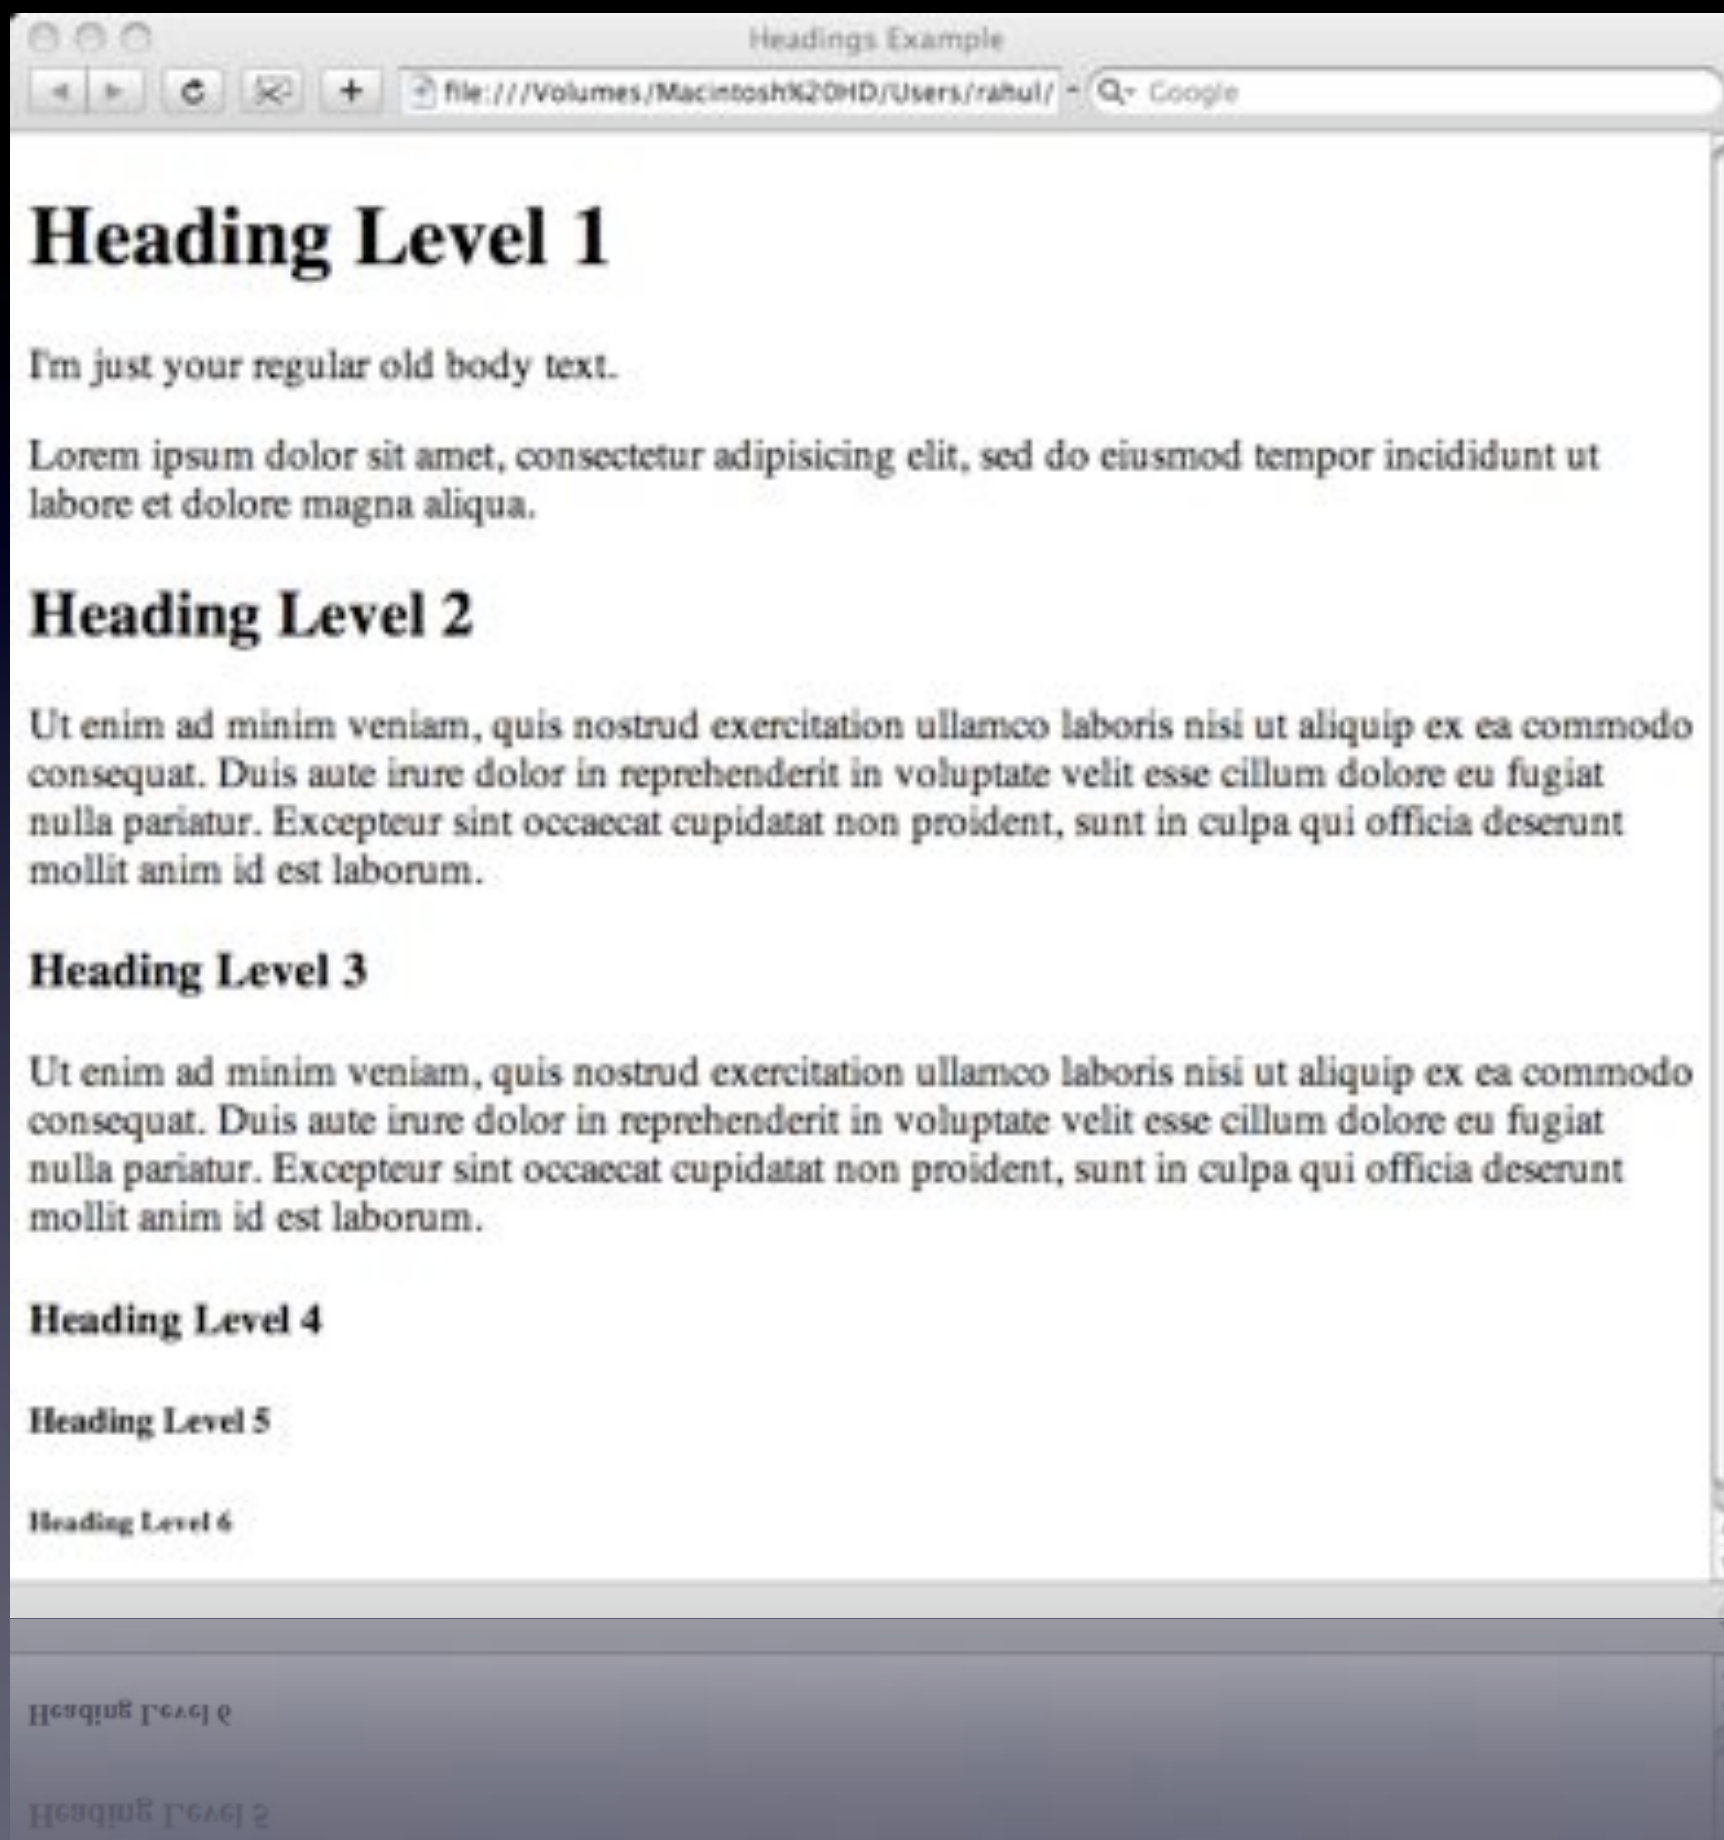 Headings Example
file:///Volumes/Macintosh%20HD/Users/rahul/
Google
Heading Level 1
I'm just your regular old body text.
Lorem ipsum dolor sit amet, consectetur adipisicing elit, sed do eiusmod tempor incididunt ut
labore et dolore magna aliqua.
Heading Level 2
Ut enim ad minim veniam, quis nostrud exercitation ullamco laboris nisi ut aliquip ex ea commodo
consequat. Duis aute irure dolor in reprehenderit in voluptate velit esse cillum dolore eu fugiat
nulla pariatur. Excepteur sint occaecat cupidatat non proident, sunt in culpa qui officia deserunt
mollit anim id est laborum.
Heading Level 3
Ut enim ad minim veniam, quis nostrud exercitation ullamco laboris nisi ut aliquip ex ea commodo
consequat. Duis aute irure dolor in reprehenderit in voluptate velit esse cillum dolore eu fugiat
nulla pariatur. Excepteur sint occaecat cupidatat non proident, sunt in culpa qui officia deserunt
mollit anim id est laborum.
Heading Level 4
Heading Level 5
Heading Level 6
Heading Level 6
Heading Level 5